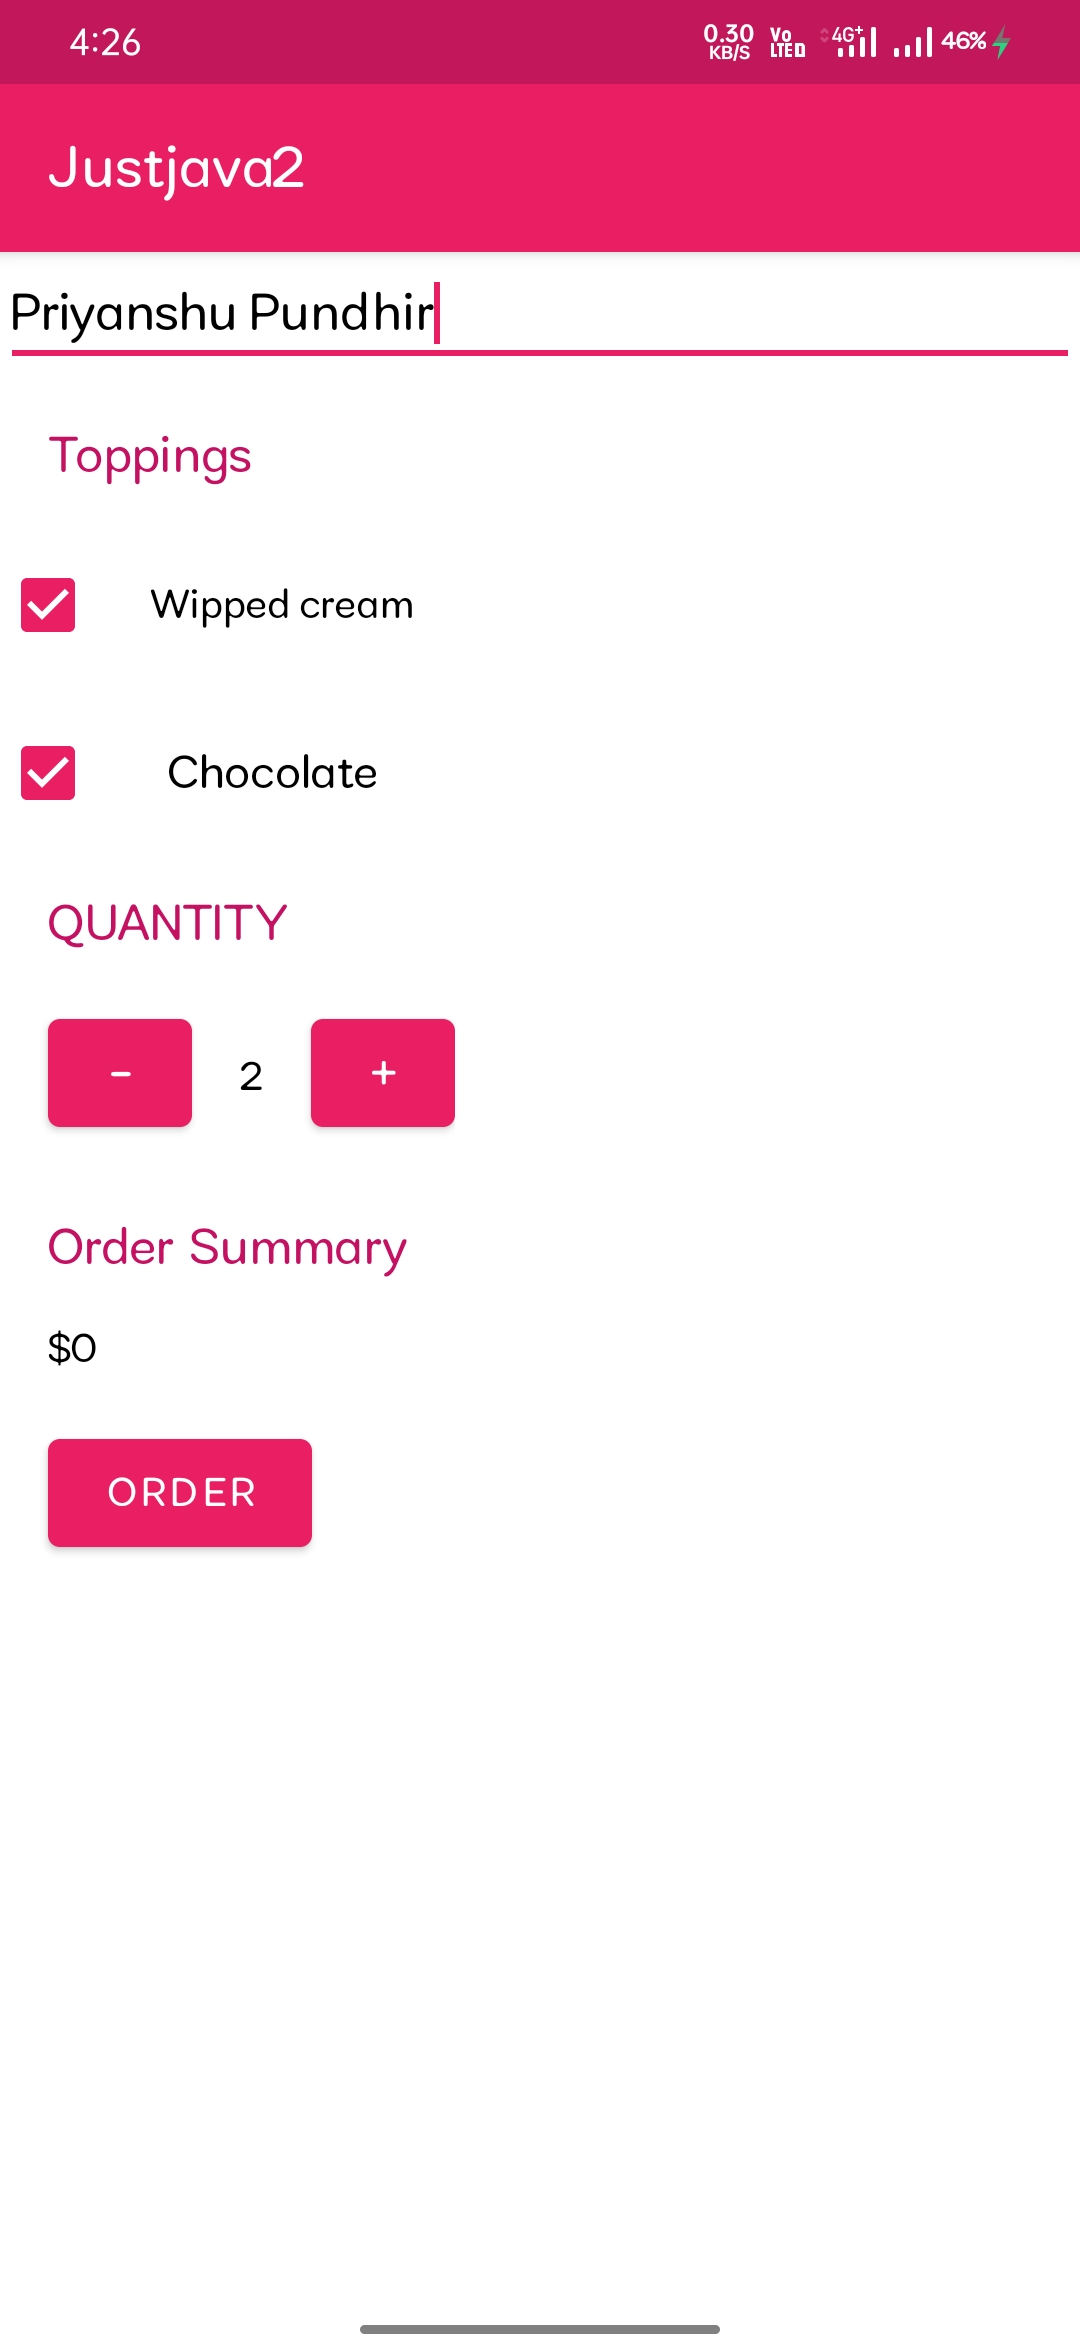 4:26 0.30 KB/S Vo LTE 4G+ 46%
Justjava2
Priyanshu Pundhir
Toppings
Wipped cream
Chocolate
QUANTITY
- 2 +
Order Summary
$0
ORDER